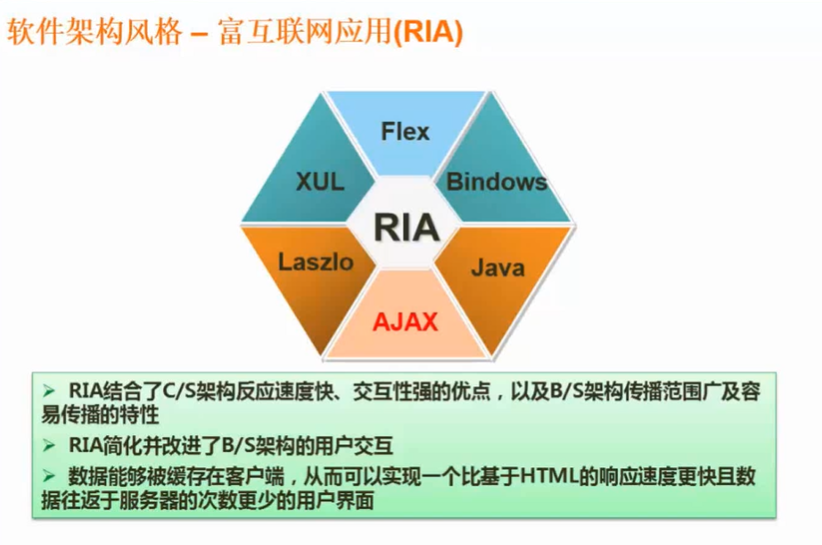 软件架构风格 – 富互联网应用(RIA)
Flex
XUL
Bindows
RIA
Laszlo
Java
AJAX
➢ RIA结合了C/S架构反应速度快、交互性强的优点，以及B/S架构传播范围广及容
易传播的特性
➢ RIA简化并改进了B/S架构的用户交互
➢ 数据能够被缓存在客户端，从而可以实现一个比基于HTML的响应速度更快且数
据往返于服务器的次数更少的用户界面